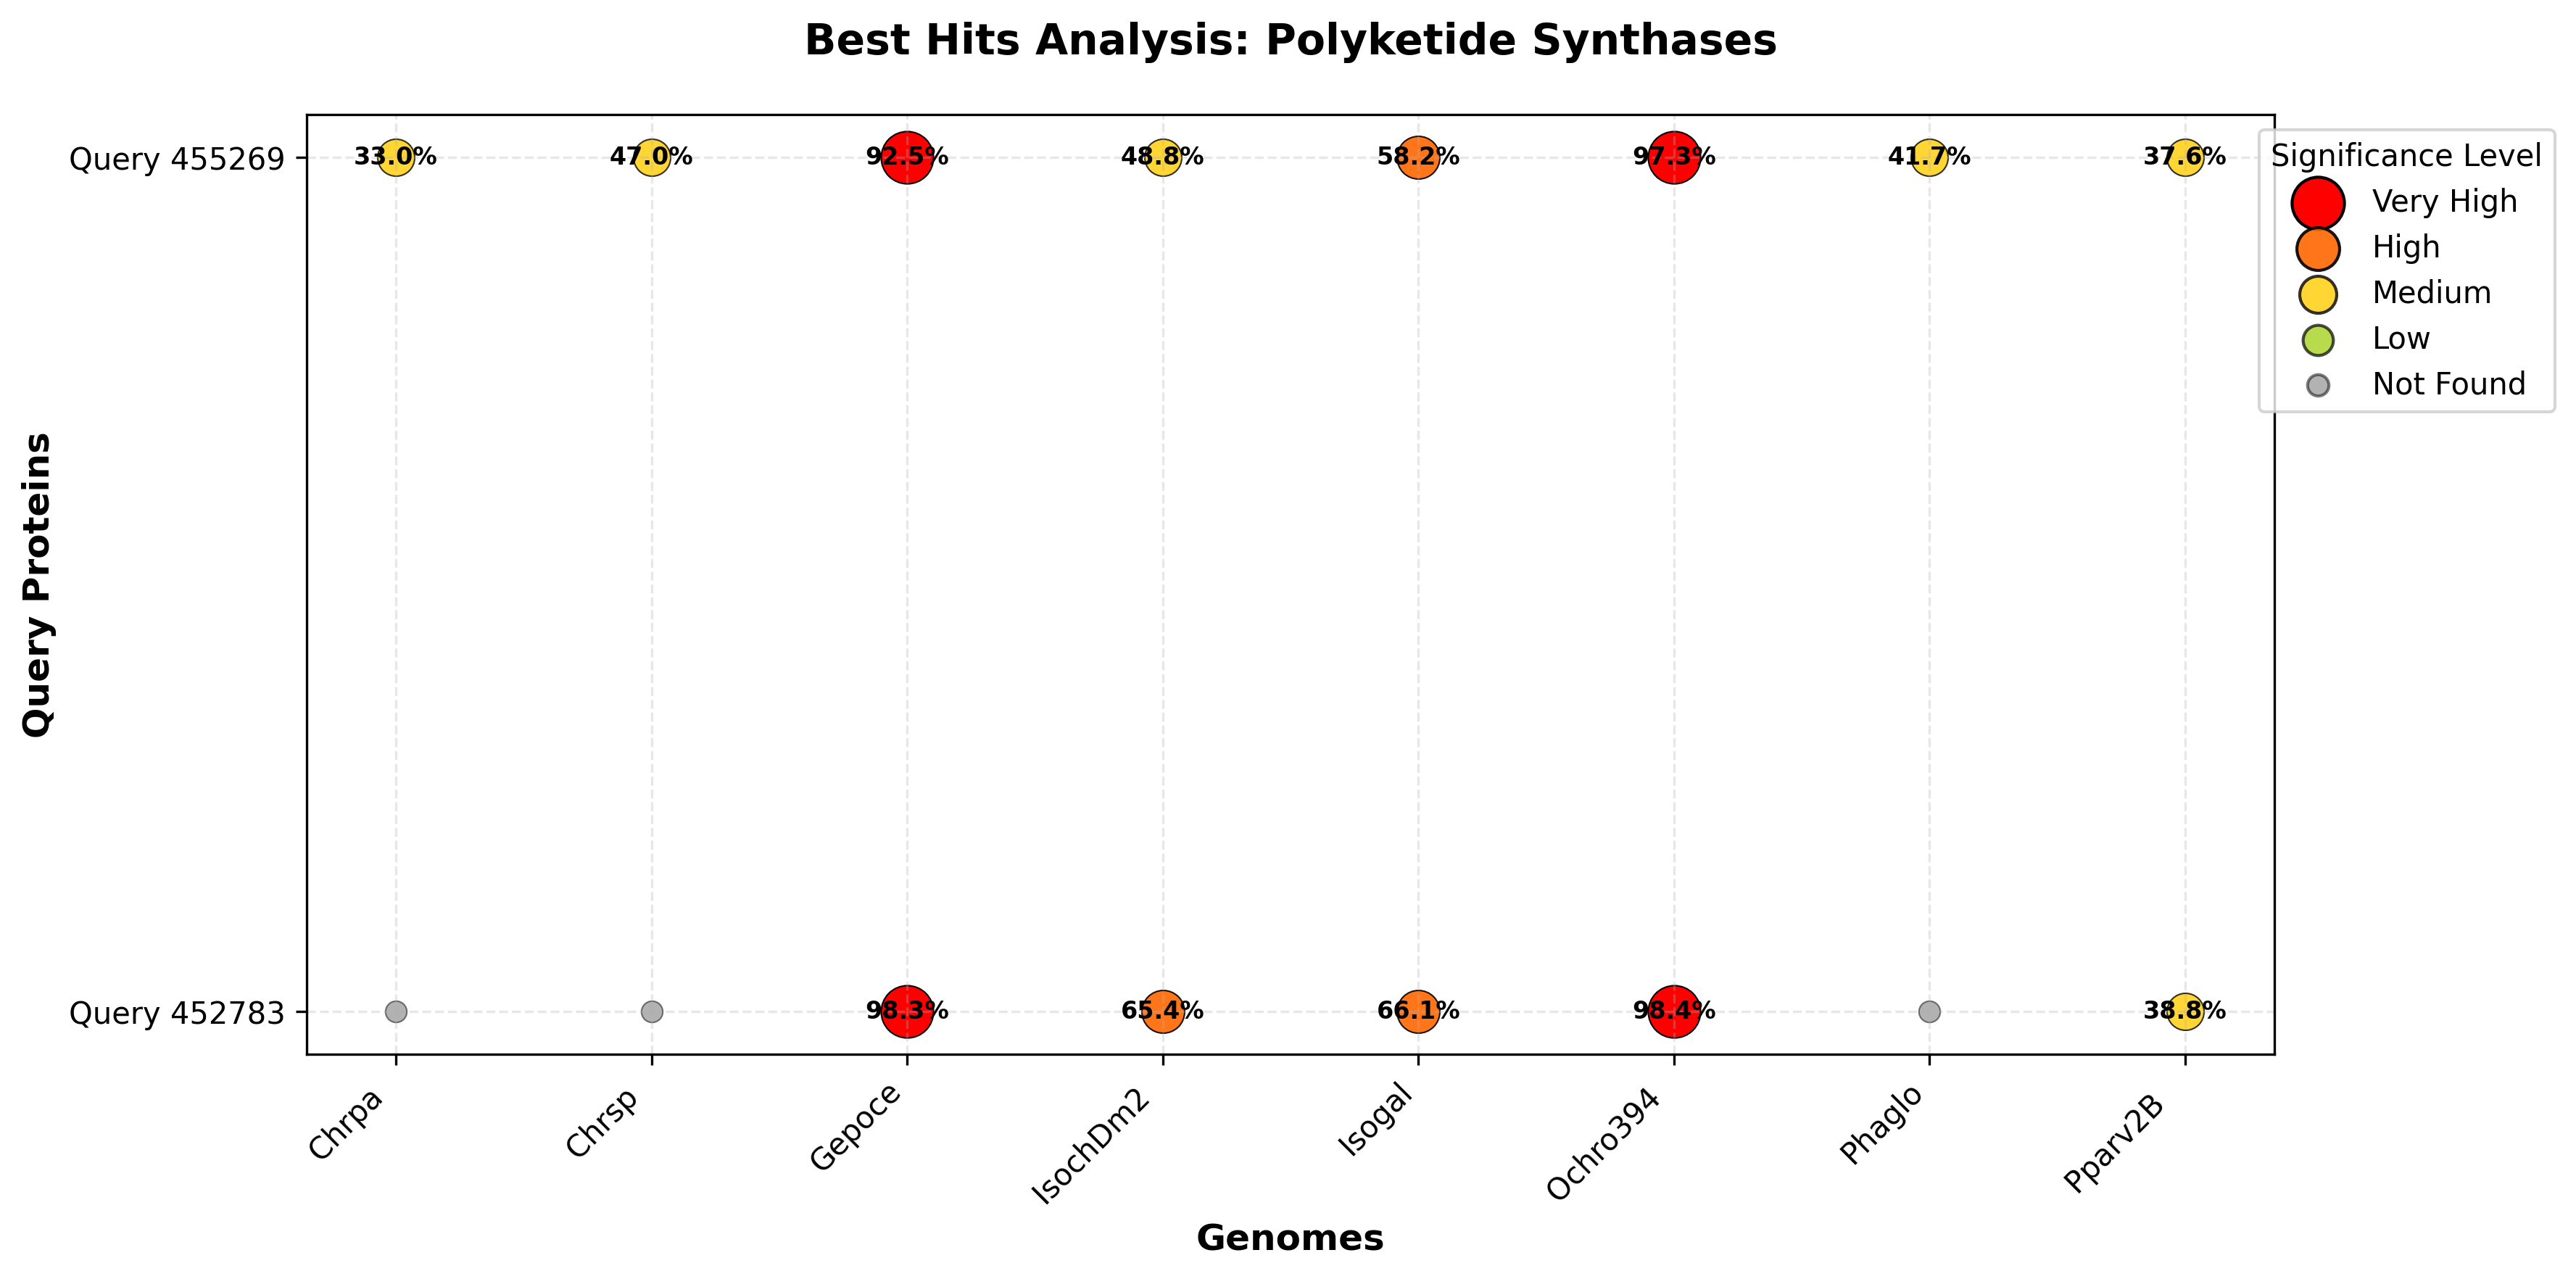 Best Hits Analysis: Polyketide Synthases
Query Proteins
Query 455269
33.0% 47.0% 92.5% 48.8% 58.2% 97.3% 41.7% 37.6%
Significance Level
Very High
High
Medium
Low
Not Found
Query 452783
98.3% 65.4% 66.1% 98.4% 38.8%
Chrpa Chrsp Gepoce IsochDm2 Isogal Ochro394 Phaglo Pparv2B
Genomes